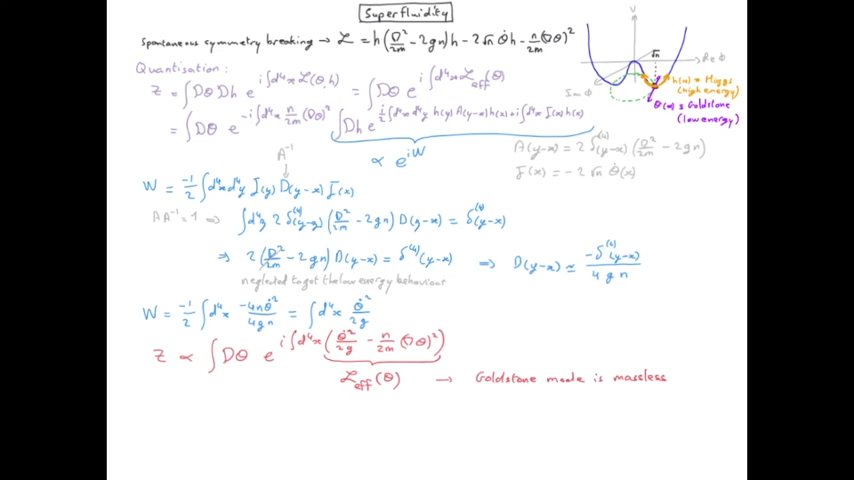 Superfluidity
Spontaneous symmetry breaking → ℒ = h(∇²/2m − 2gn)h − 2√n θ̇h − n/2m (∇θ)²
V
√n
Re ϕ
Im ϕ
h(x) ≡ Higgs
(high energy)
θ(x) ≡ Goldstone
(low energy)
Quantisation:
Z = ∫Dθ Dh e^{i∫d⁴x ℒ(θ,h)} = ∫Dθ e^{i∫d⁴x ℒ_eff(θ)}
= ∫Dθ e^{−i∫d⁴x n/2m (∇θ)²} ∫Dh e^{i/2 ∫d⁴x d⁴y h(y) A(y−x) h(x) + i∫d⁴x J(x) h(x)}
∝ e^{iW}
A(y−x) = 2 δ⁽⁴⁾(y−x) (∇²/2m − 2gn)
J(x) = −2√n θ̇(x)
A⁻¹
W = −1/2 ∫d⁴x d⁴y J(y) D(y−x) J(x)
AA⁻¹ = 1 ⇒ ∫d⁴z 2 δ⁽⁴⁾(y−z) (∇²/2m − 2gn) D(z−x) = δ⁽⁴⁾(y−x)
⇒ 2(∇²/2m − 2gn) D(y−x) = δ⁽⁴⁾(y−x) ⇒ D(y−x) ≃ −δ⁽⁴⁾(y−x)/4gn
neglected to get the low energy behaviour
W = −1/2 ∫d⁴x −4nθ̇²/4gn = ∫d⁴x θ̇²/2g
Z ∝ ∫Dθ e^{i∫d⁴x (θ̇²/2g − n/2m (∇θ)²)}
ℒ_eff(θ) → Goldstone mode is massless